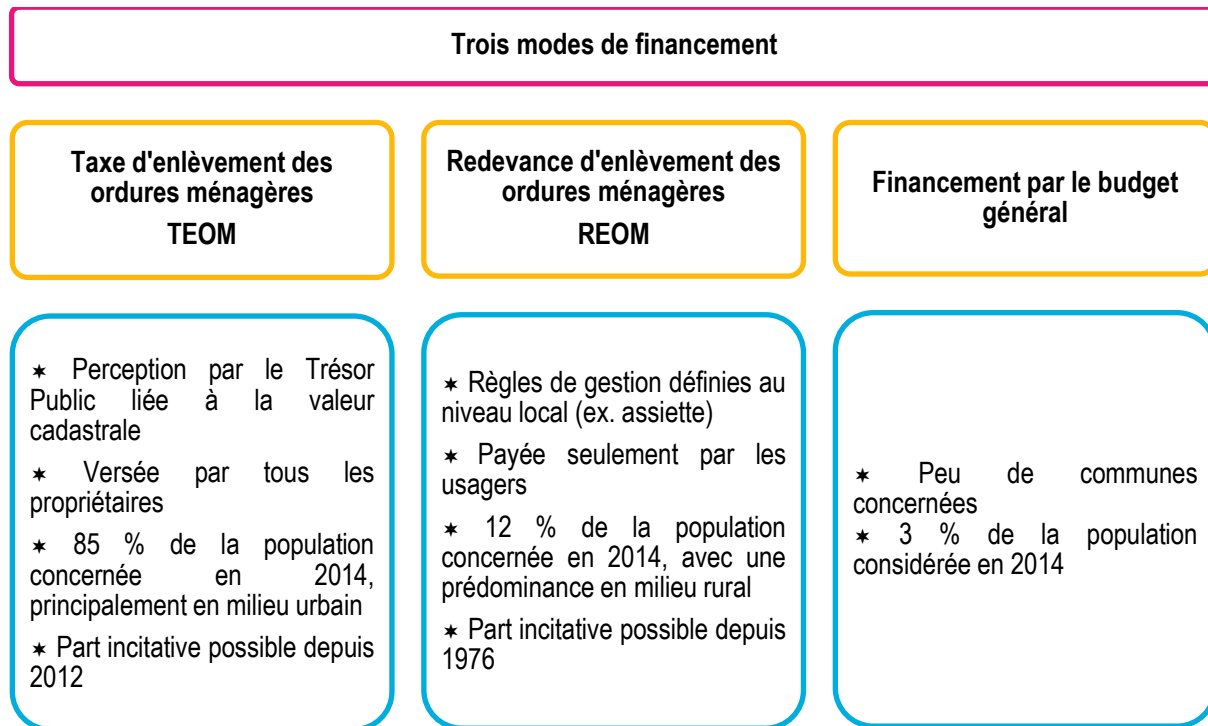 Trois modes de financement
Taxe d'enlèvement des
ordures ménagères
TEOM
Redevance d'enlèvement des
ordures ménagères
REOM
Financement par le budget
général
✶ Perception par le Trésor
Public liée à la valeur
cadastrale
✶ Versée par tous les
propriétaires
✶ 85 % de la population
concernée en 2014,
principalement en milieu urbain
✶ Part incitative possible depuis
2012
✶ Règles de gestion définies au
niveau local (ex. assiette)
✶ Payée seulement par les
usagers
✶ 12 % de la population
concernée en 2014, avec une
prédominance en milieu rural
✶ Part incitative possible depuis
1976
✶ Peu de communes
concernées
✶ 3 % de la population
considérée en 2014